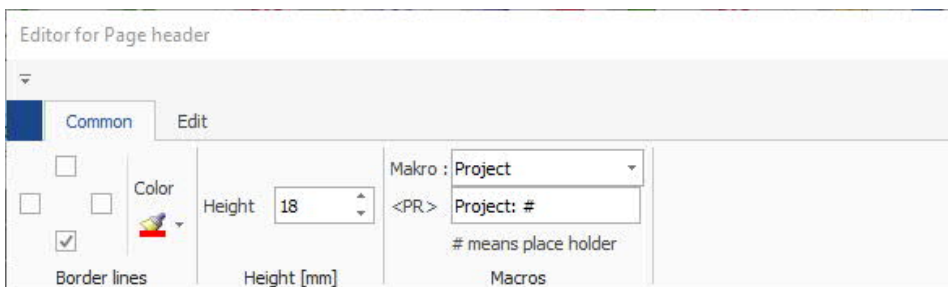 Editor for Page header
Common Edit
Makro : Project
Color
Height 18
<PR> Project: #
# means place holder
Border lines Height [mm] Macros